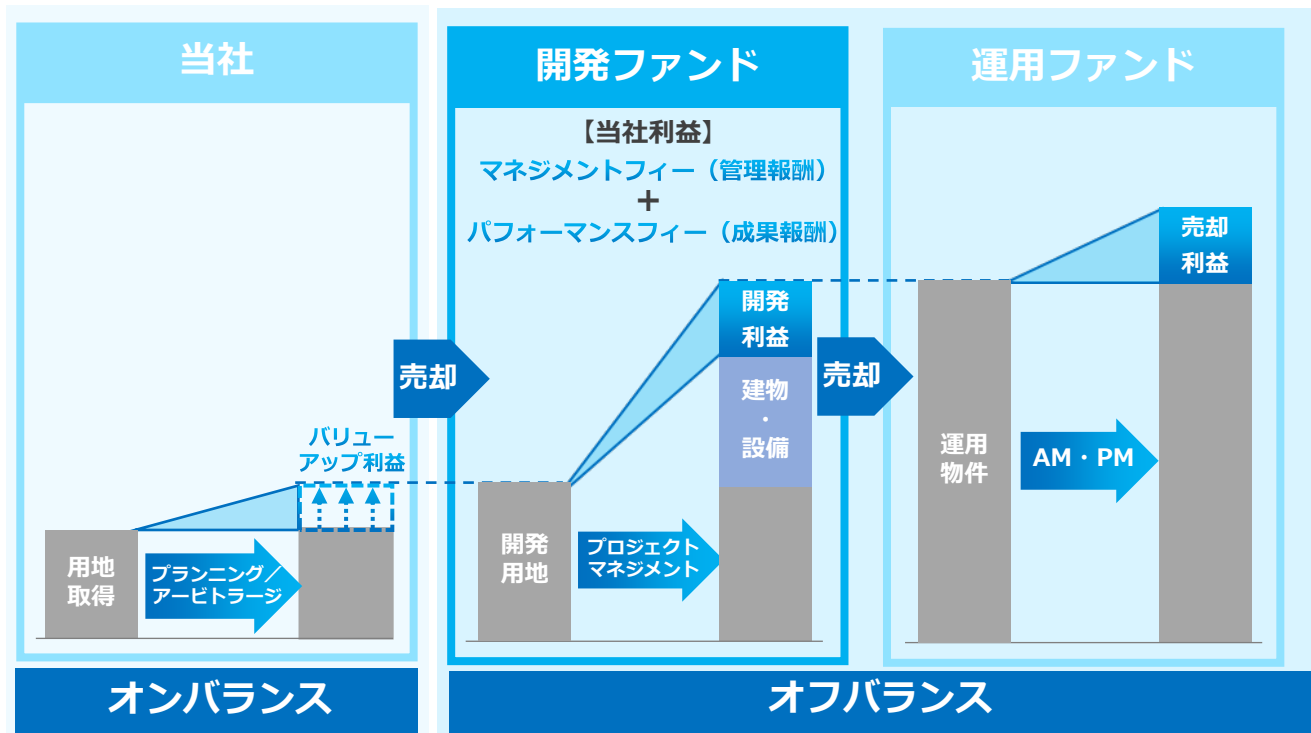 当社
バリュー
アップ利益
用地
取得
プランニング／
アービトラージ
オンバランス
売却
開発ファンド
【当社利益】
マネジメントフィー（管理報酬）
＋
パフォーマンスフィー（成果報酬）
開発
利益
建物
・
設備
開発
用地
プロジェクト
マネジメント
売却
運用ファンド
売却
利益
運用
物件
AM・PM
オフバランス